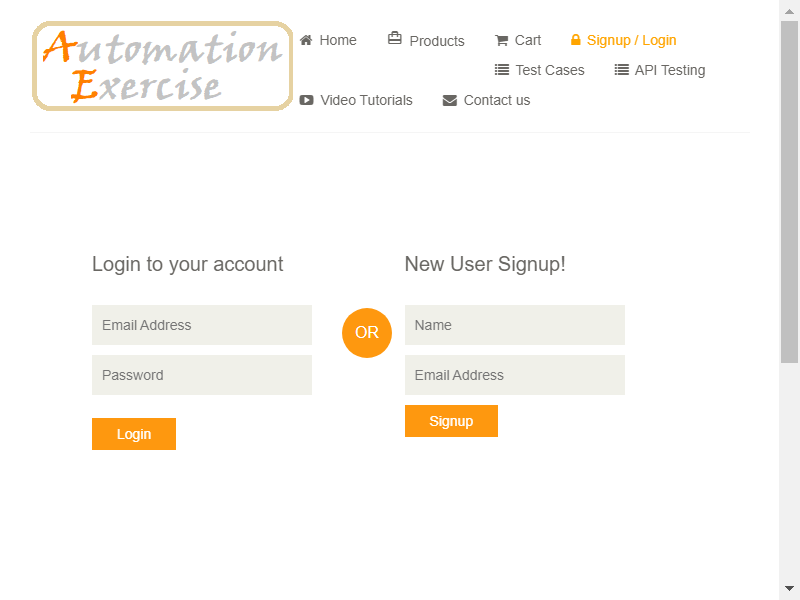 Automation
Exercise
Home
Products
Cart
Signup / Login
Test Cases
API Testing
Video Tutorials
Contact us
Login to your account
Email Address
Password
Login
OR
New User Signup!
Name
Email Address
Signup